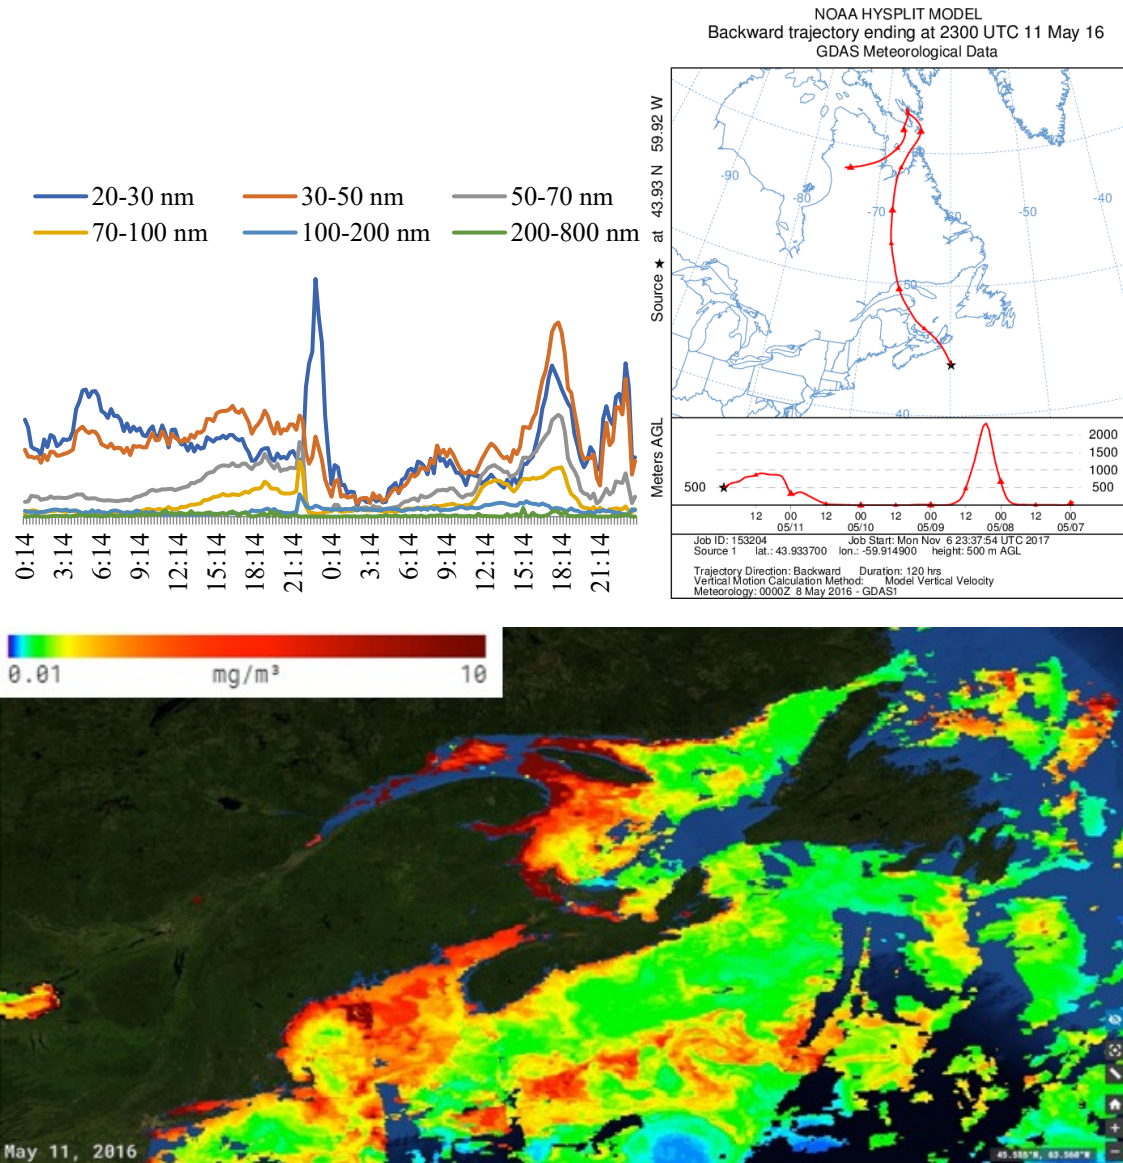 NOAA HYSPLIT MODEL
Backward trajectory ending at 2300 UTC 11 May 16
GDAS Meteorological Data
20-30 nm 30-50 nm 50-70 nm
70-100 nm 100-200 nm 200-800 nm
0:14 3:14 6:14 9:14 12:14 15:14 18:14 21:14 0:14 3:14 6:14 9:14 12:14 15:14 18:14 21:14
Source ★ at 43.93 N 59.92 W
-90 -80 -70 -50 -40
50
40
Meters AGL
500
2000
1500
1000
500
12 00 12 00 12 00 12 00 12 00
05/11 05/10 05/09 05/08 05/07
Job ID: 153204 Job Start: Mon Nov 6 23:37:54 UTC 2017
Source 1 lat.: 43.933700 lon.: -59.914900 height: 500 m AGL
Trajectory Direction: Backward Duration: 120 hrs
Vertical Motion Calculation Method: Model Vertical Velocity
Meteorology: 0000Z 8 May 2016 - GDAS1
0.01 mg/m³ 10
May 11, 2016